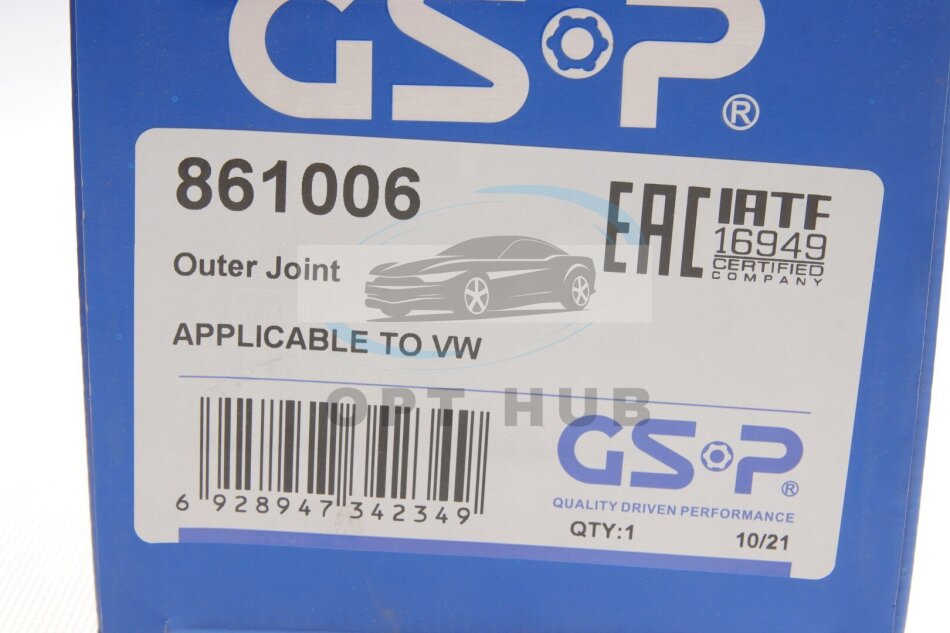 GSP ®
861006
EAC
IATF
16949
CERTIFIED
COMPANY
Outer Joint
APPLICABLE TO VW
OPT HUB
6 928947 342349
GSP ®
QUALITY DRIVEN PERFORMANCE
QTY:1
10/21